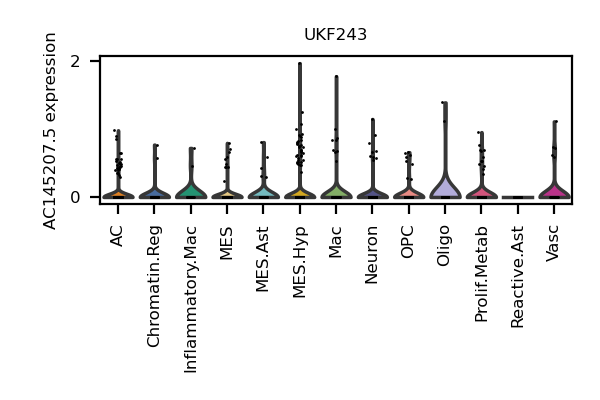 UKF243
AC145207.5 expression
2
0
AC
Chromatin.Reg
Inflammatory.Mac
MES
MES.Ast
MES.Hyp
Mac
Neuron
OPC
Oligo
Prolif.Metab
Reactive.Ast
Vasc